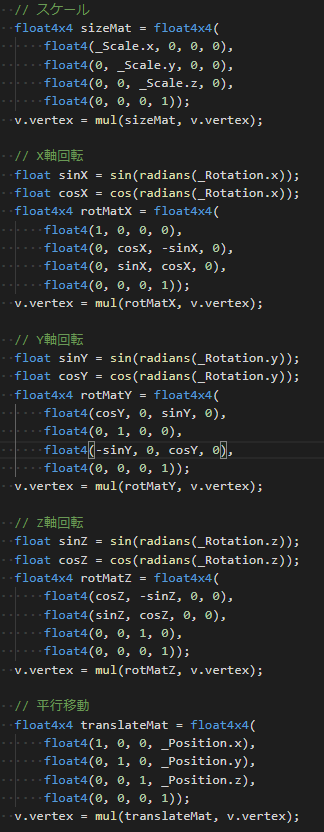 // スケール
float4x4 sizeMat = float4x4(
float4(_Scale.x, 0, 0, 0),
float4(0, _Scale.y, 0, 0),
float4(0, 0, _Scale.z, 0),
float4(0, 0, 0, 1));
v.vertex = mul(sizeMat, v.vertex);

// X軸回転
float sinX = sin(radians(_Rotation.x));
float cosX = cos(radians(_Rotation.x));
float4x4 rotMatX = float4x4(
float4(1, 0, 0, 0),
float4(0, cosX, -sinX, 0),
float4(0, sinX, cosX, 0),
float4(0, 0, 0, 1));
v.vertex = mul(rotMatX, v.vertex);

// Y軸回転
float sinY = sin(radians(_Rotation.y));
float cosY = cos(radians(_Rotation.y));
float4x4 rotMatY = float4x4(
float4(cosY, 0, sinY, 0),
float4(0, 1, 0, 0),
float4(-sinY, 0, cosY, 0),
float4(0, 0, 0, 1));
v.vertex = mul(rotMatY, v.vertex);

// Z軸回転
float sinZ = sin(radians(_Rotation.z));
float cosZ = cos(radians(_Rotation.z));
float4x4 rotMatZ = float4x4(
float4(cosZ, -sinZ, 0, 0),
float4(sinZ, cosZ, 0, 0),
float4(0, 0, 1, 0),
float4(0, 0, 0, 1));
v.vertex = mul(rotMatZ, v.vertex);

// 平行移動
float4x4 translateMat = float4x4(
float4(1, 0, 0, _Position.x),
float4(0, 1, 0, _Position.y),
float4(0, 0, 1, _Position.z),
float4(0, 0, 0, 1));
v.vertex = mul(translateMat, v.vertex);